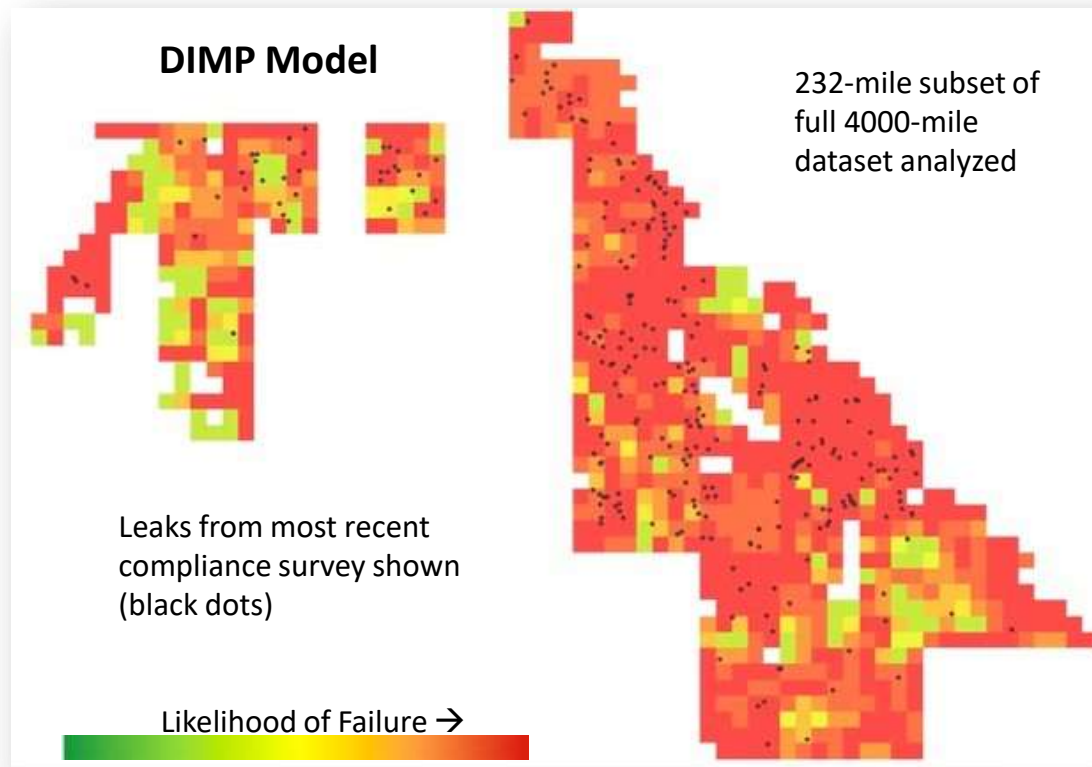 DIMP Model
232-mile subset of
full 4000-mile
dataset analyzed
Leaks from most recent
compliance survey shown
(black dots)
Likelihood of Failure →